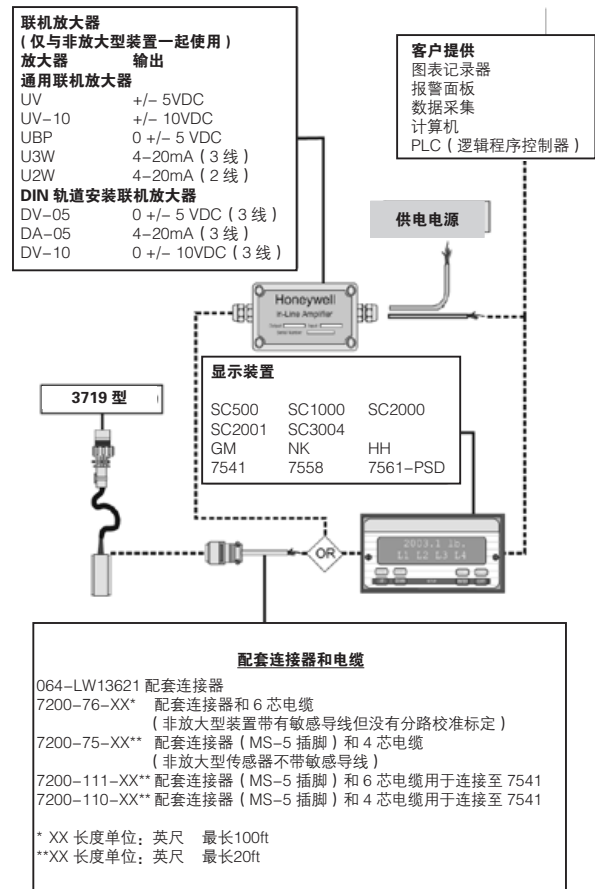 联机放大器
(仅与非放大型装置一起使用)
放大器 输出
通用联机放大器
UV +/- 5VDC
UV-10 +/- 10VDC
UBP 0 +/- 5 VDC
U3W 4-20mA(3 线)
U2W 4-20mA(2 线)
DIN 轨道安装联机放大器
DV-05 0 +/- 5 VDC(3 线)
DA-05 4-20mA(3 线)
DV-10 0 +/- 10VDC(3 线)
客户提供
图表记录器
报警面板
数据采集
计算机
PLC(逻辑程序控制器)
供电电源
Honeywell
In-Line Amplifier
显示装置
SC500 SC1000 SC2000
SC2001 SC3004
GM NK HH
7541 7558 7561-PSD
3719 型
OR
2003.1 lb.
L1 L2 L3 L4
配套连接器和电缆
064-LW13621 配套连接器
7200-76-XX* 配套连接器和 6 芯电缆
(非放大型装置带有敏感导线但没有分路校准标定)
7200-75-XX** 配套连接器(MS-5 插脚)和 4 芯电缆
(非放大型传感器不带敏感导线)
7200-111-XX** 配套连接器(MS-5 插脚)和 6 芯电缆用于连接至 7541
7200-110-XX** 配套连接器(MS-5 插脚)和 4 芯电缆用于连接至 7541
* XX 长度单位:英尺 最长100ft
**XX 长度单位:英尺 最长20ft